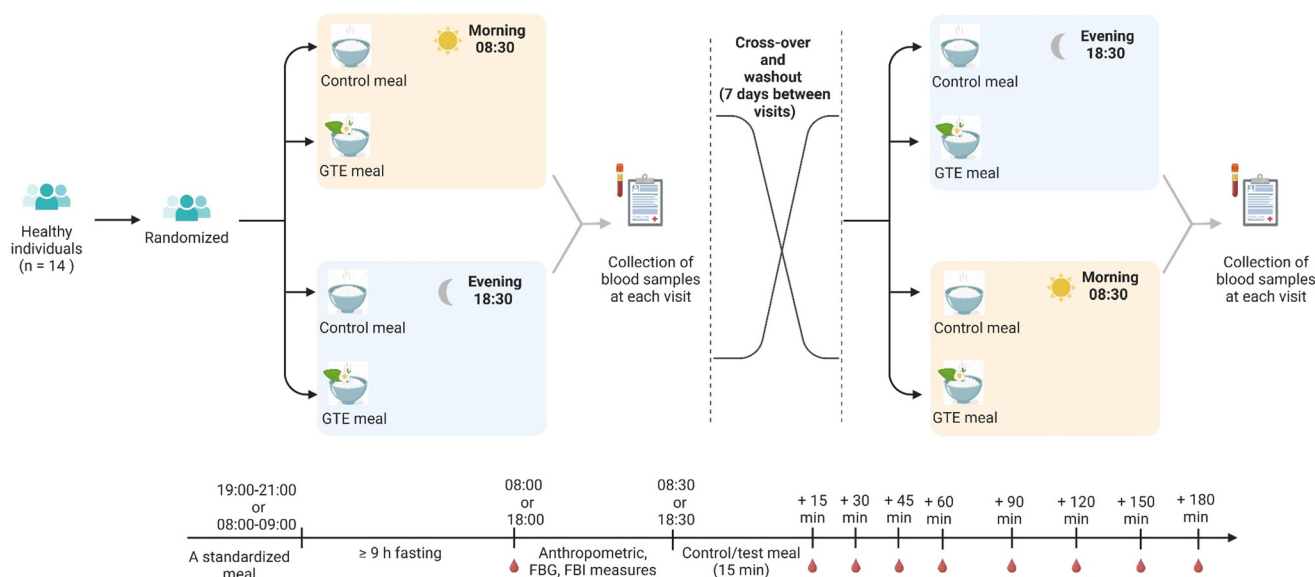 Healthy
individuals
(n = 14 )
Randomized
Morning
08:30
Control meal
GTE meal
Evening
18:30
Control meal
GTE meal
Collection of
blood samples
at each visit
Cross-over
and
washout
(7 days between
visits)
Evening
18:30
Control meal
GTE meal
Morning
08:30
Control meal
GTE meal
Collection of
blood samples
at each visit
19:00-21:00
or
08:00-09:00
A standardized
meal
≥ 9 h fasting
08:00
or
18:00
Anthropometric,
FBG, FBI measures
08:30
or
18:30
Control/test meal
(15 min)
+ 15
min
+ 30
min
+ 45
min
+ 60
min
+ 90
min
+ 120
min
+ 150
min
+ 180
min